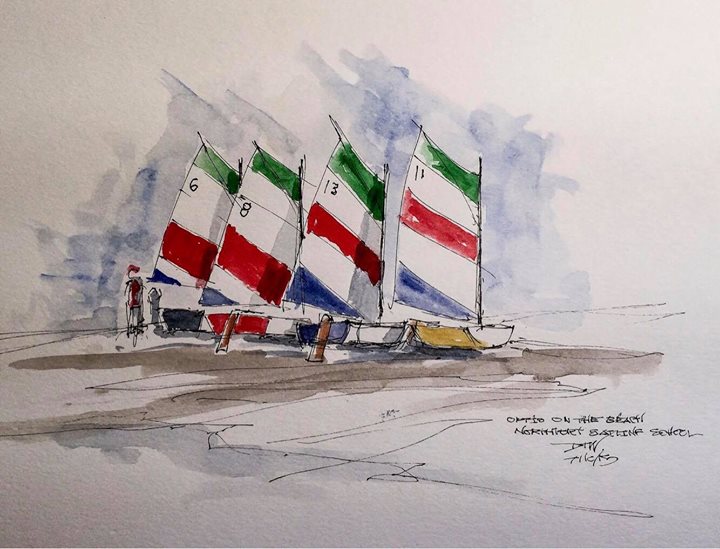 6
8
13
11
OPTIS ON THE BEACH
NORTHPORT SAILING SCHOOL